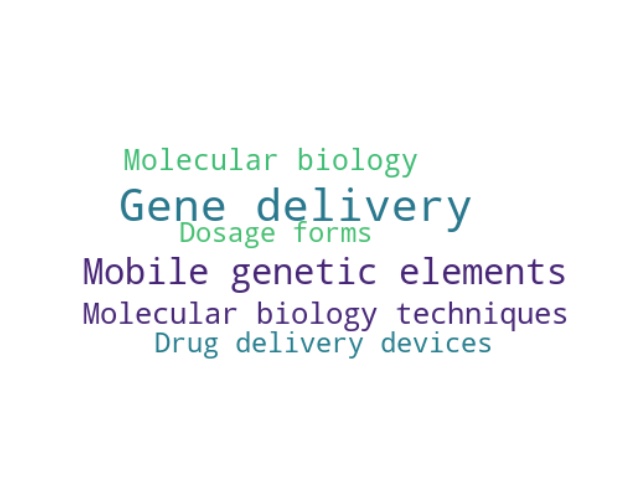 Molecular biology
Gene delivery
Dosage forms
Mobile genetic elements
Molecular biology techniques
Drug delivery devices